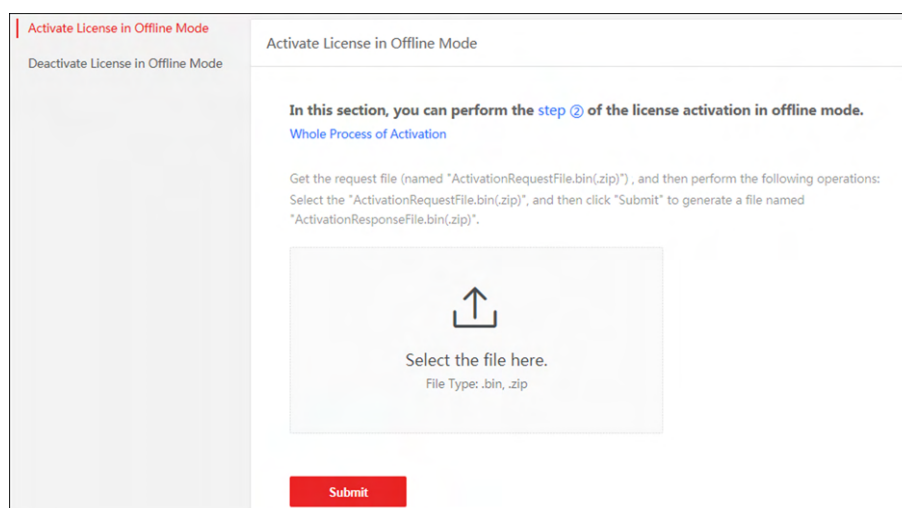 Activate License in Offline Mode
Deactivate License in Offline Mode
Activate License in Offline Mode
In this section, you can perform the step ② of the license activation in offline mode.
Whole Process of Activation
Get the request file (named "ActivationRequestFile.bin(.zip)") , and then perform the following operations:
Select the "ActivationRequestFile.bin(.zip)", and then click "Submit" to generate a file named
"ActivationResponseFile.bin(.zip)".
Select the file here.
File Type: .bin, .zip
Submit